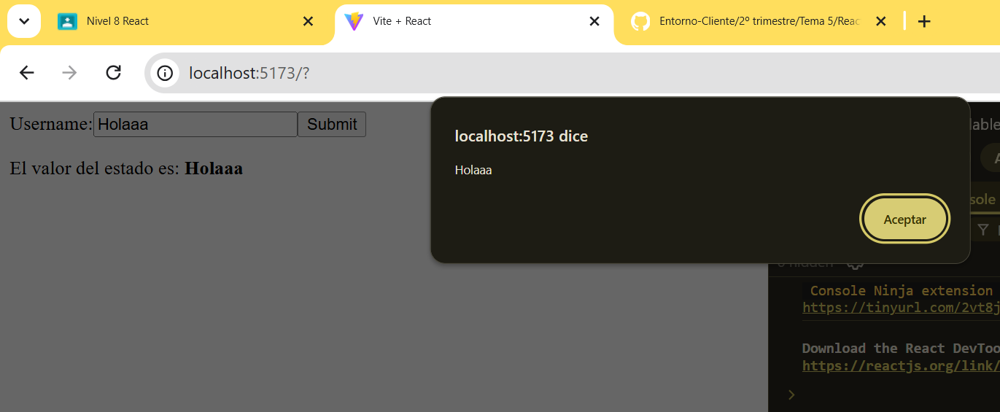 Nivel 8 React
Vite + React
Entorno-Cliente/2º trimestre/Tema 5/Reac
localhost:5173/?
Username: Holaaa Submit
El valor del estado es: Holaaa
localhost:5173 dice
Holaaa
Aceptar
hidden
Console Ninja extension
https://tinyurl.com/2vt8j
Download the React DevToo
https://reactjs.org/link/